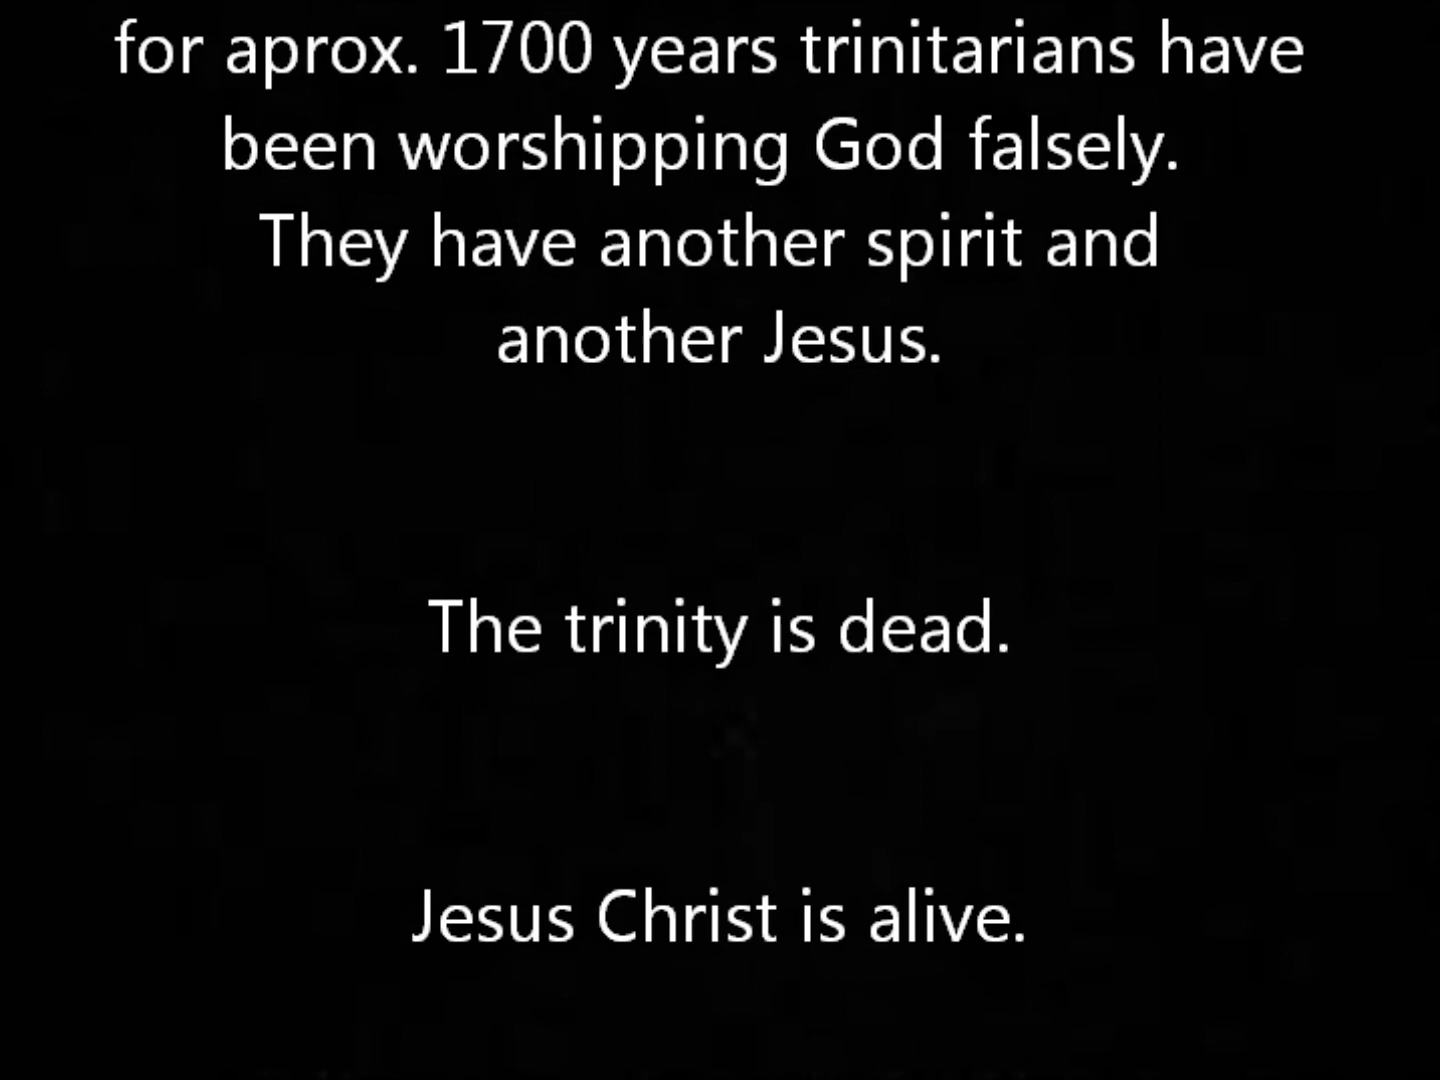 for aprox. 1700 years trinitarians have
been worshipping God falsely.
They have another spirit and
another Jesus.
The trinity is dead.
Jesus Christ is alive.